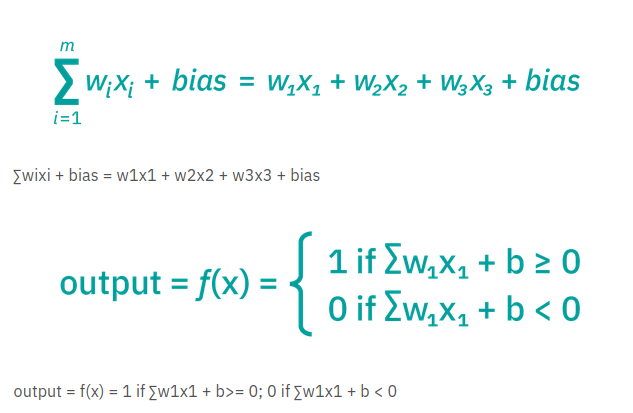 m
∑ wᵢxᵢ + bias = w₁x₁ + w₂x₂ + w₃x₃ + bias
i=1
∑wixi + bias = w1x1 + w2x2 + w3x3 + bias
output = f(x) = { 1 if ∑w₁x₁ + b ≥ 0
0 if ∑w₁x₁ + b < 0
output = f(x) = 1 if ∑w1x1 + b>= 0; 0 if ∑w1x1 + b < 0